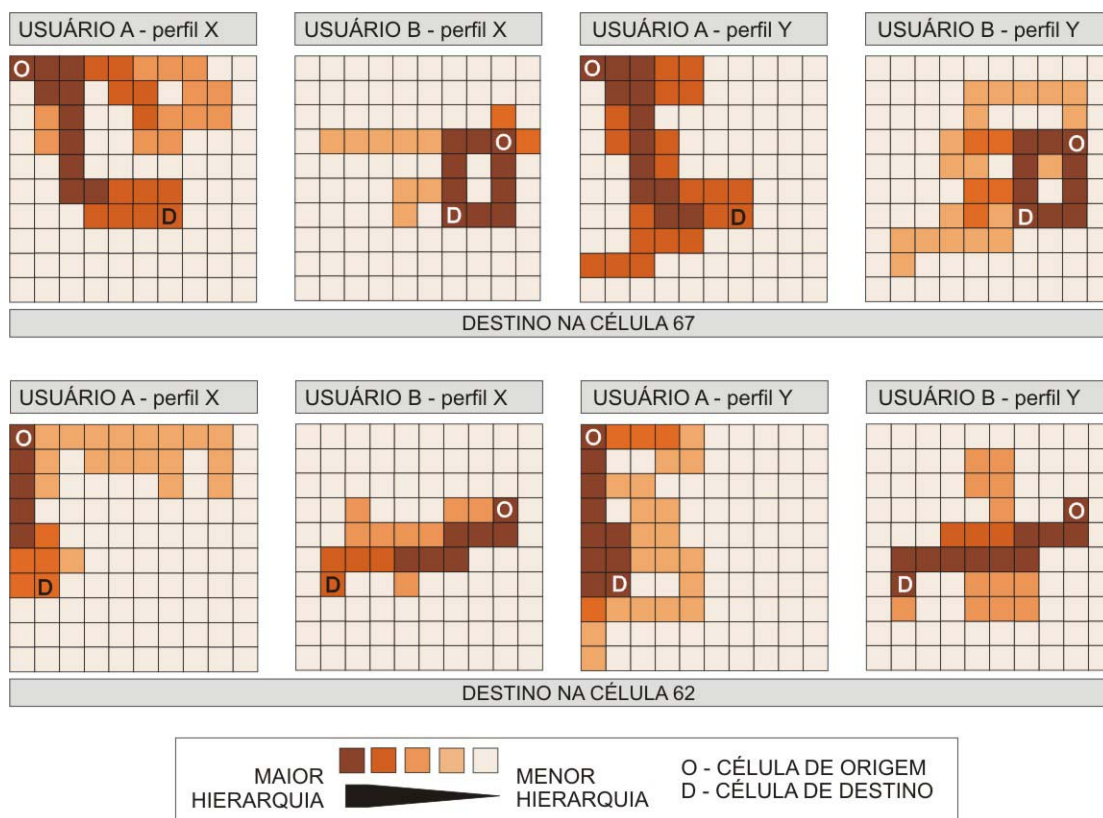 USUÁRIO A - perfil X
USUÁRIO B - perfil X
USUÁRIO A - perfil Y
USUÁRIO B - perfil Y
O
O
O
O
D
D
D
D
DESTINO NA CÉLULA 67
USUÁRIO A - perfil X
USUÁRIO B - perfil X
USUÁRIO A - perfil Y
USUÁRIO B - perfil Y
O
O
O
O
D
D
D
D
DESTINO NA CÉLULA 62
MAIOR
HIERARQUIA
MENOR
HIERARQUIA
O - CÉLULA DE ORIGEM
D - CÉLULA DE DESTINO